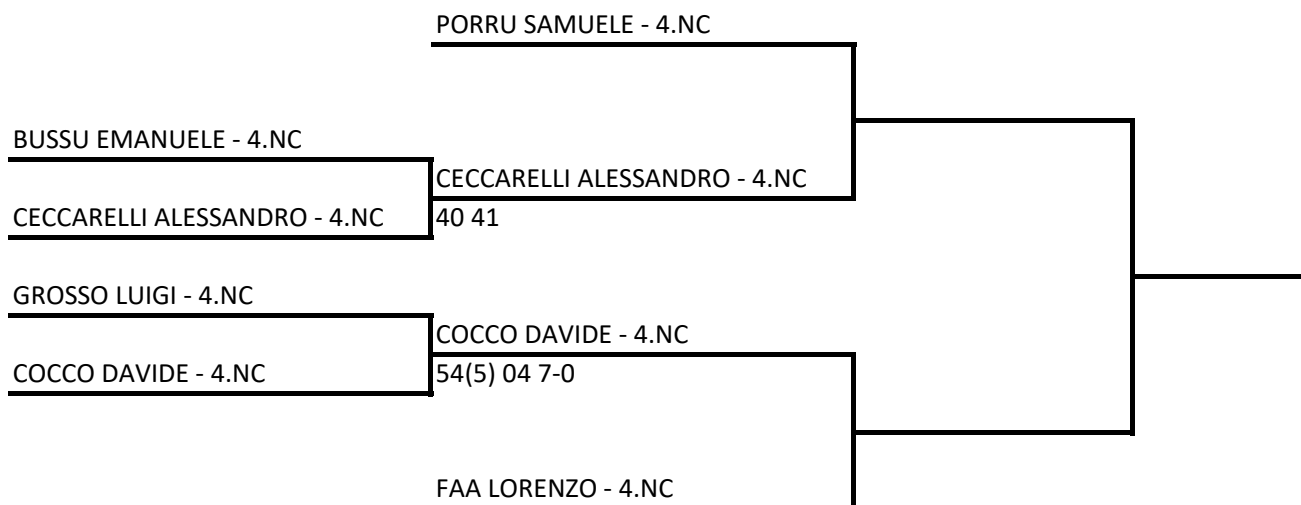 PORRU SAMUELE - 4.NC
BUSSU EMANUELE - 4.NC
CECCARELLI ALESSANDRO - 4.NC
CECCARELLI ALESSANDRO - 4.NC
40 41
GROSSO LUIGI - 4.NC
COCCO DAVIDE - 4.NC
COCCO DAVIDE - 4.NC
54(5) 04 7-0
FAA LORENZO - 4.NC